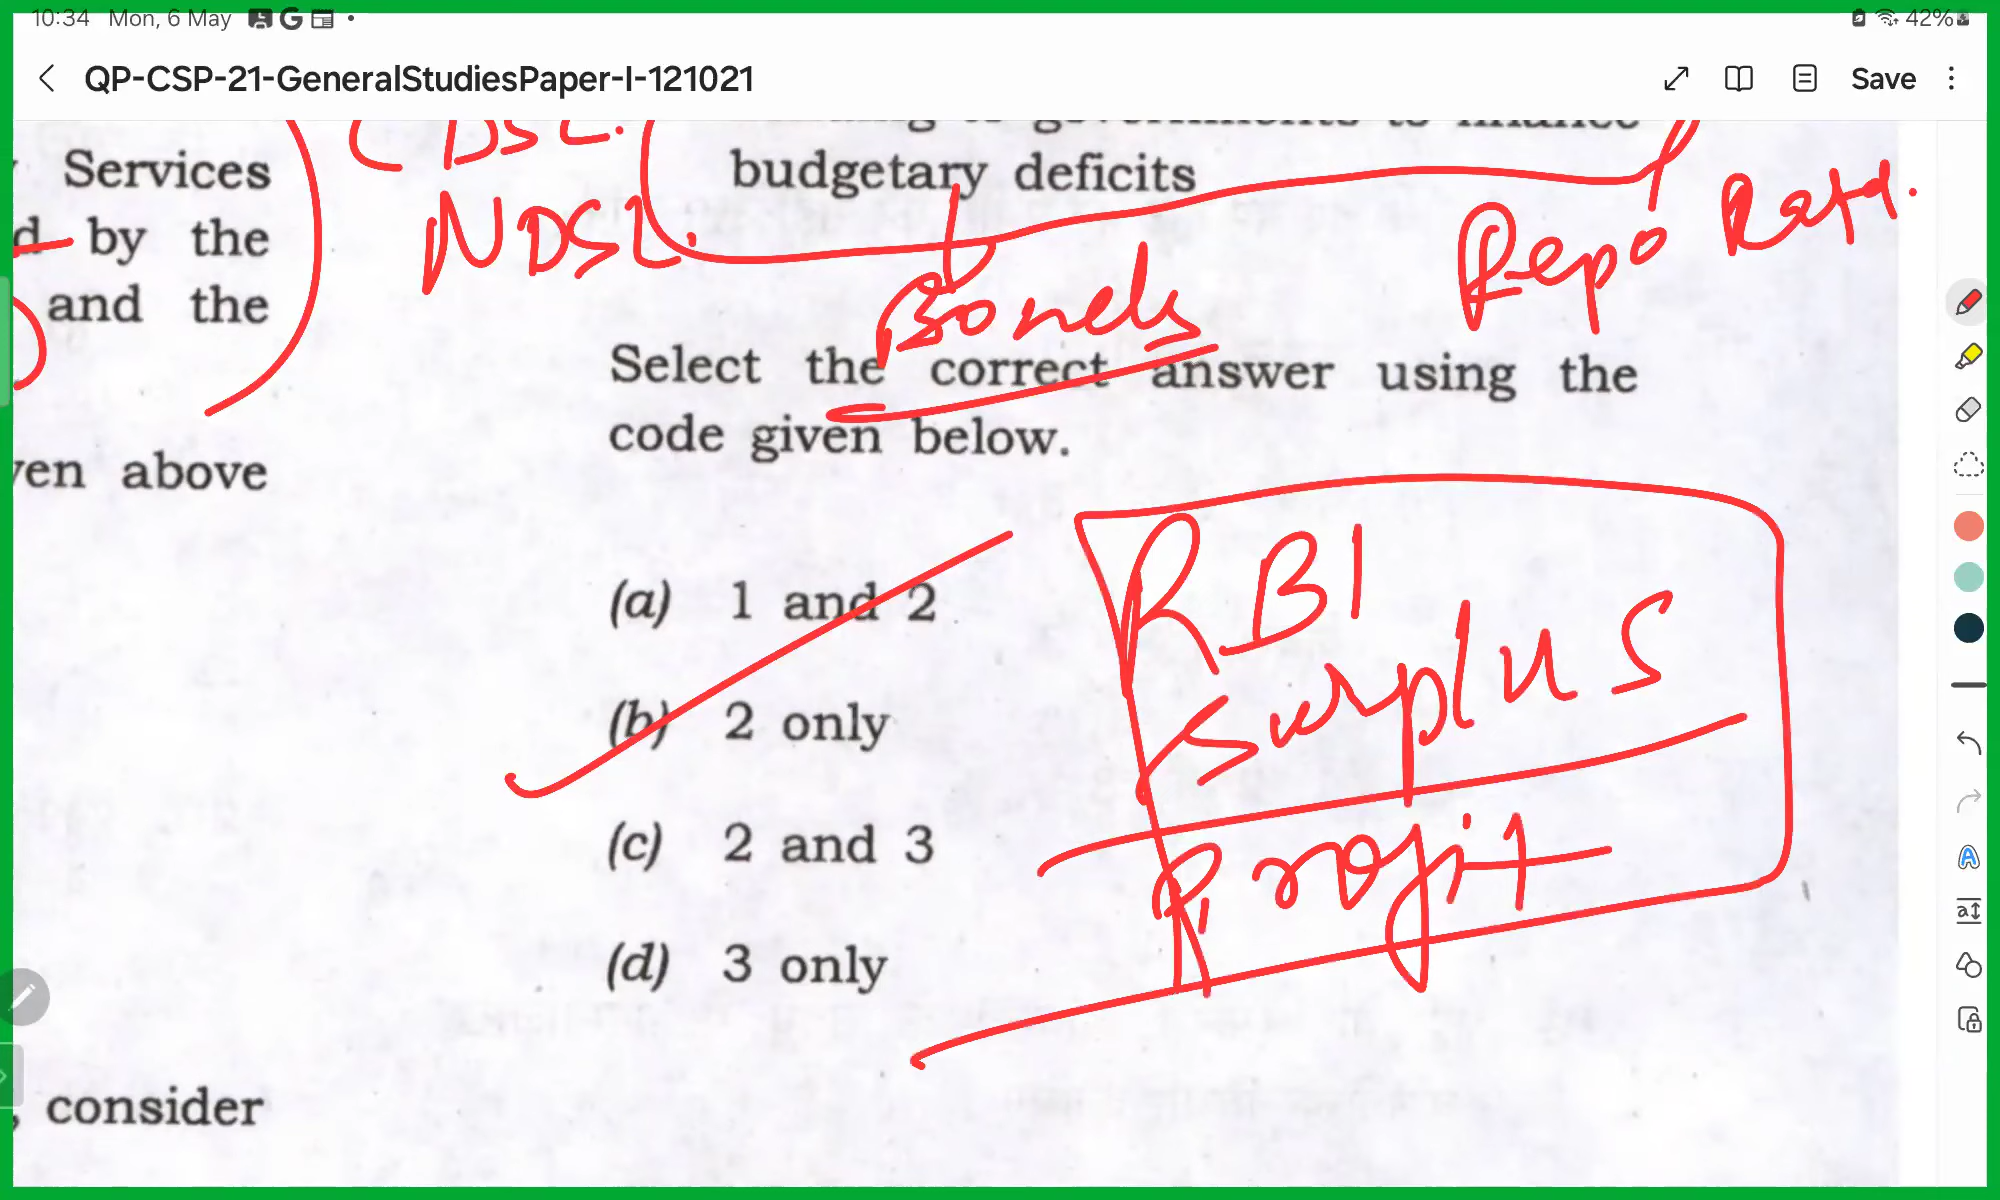 10:34 Mon, 6 May
42%
QP-CSP-21-GeneralStudiesPaper-I-121021
Save
Services
d by the
and the
ven above
, consider
CDSL.
NDSL.
budgetary deficits
Bonds
Repo Rate.
Select the correct answer using the
code given below.
(a) 1 and 2
(b) 2 only
(c) 2 and 3
(d) 3 only
RBI
Surplus
Profit